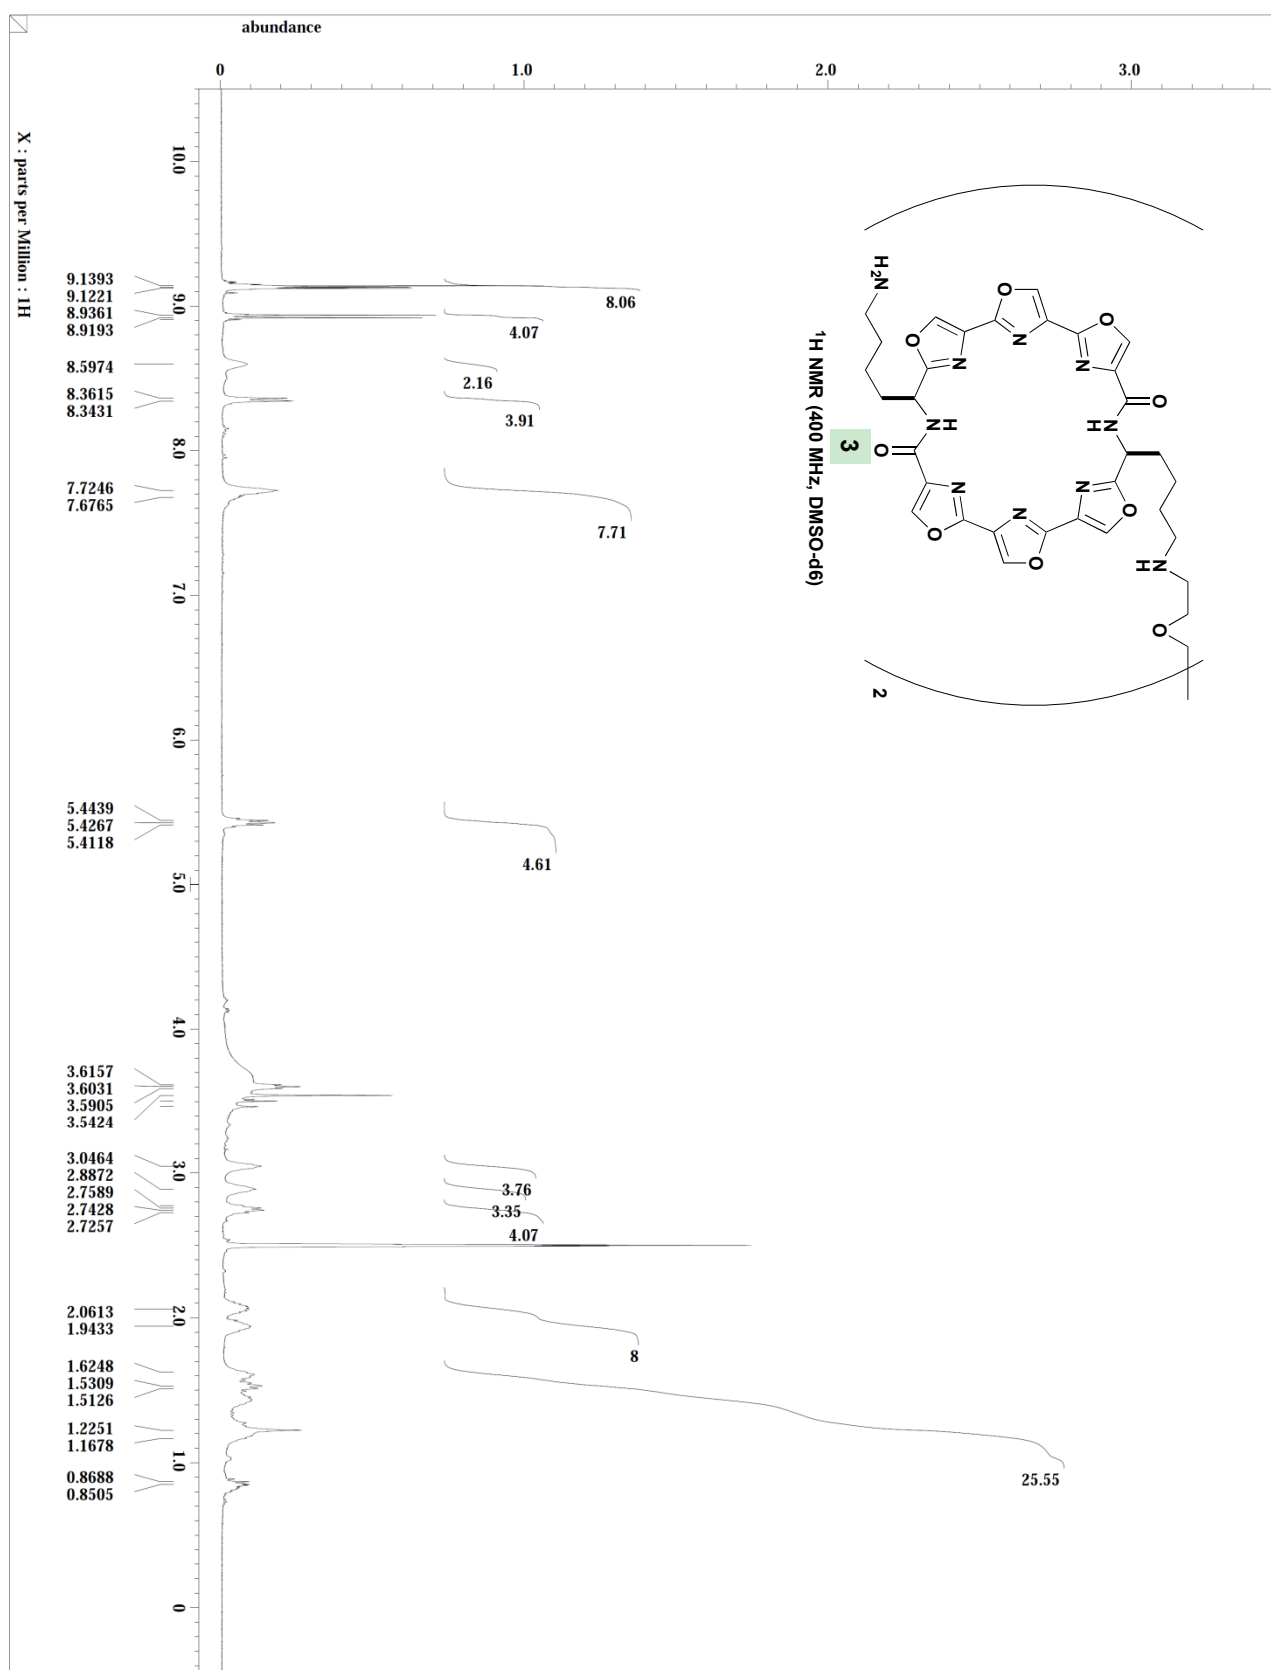 abundance
0 1.0 2.0 3.0
X : parts per Million : 1H
10.0
9.0
8.0
7.0
6.0
5.0
4.0
3.0
2.0
1.0
0
9.1393
9.1221
8.9361
8.9193
8.5974
8.3615
8.3431
7.7246
7.6765
5.4439
5.4267
5.4118
3.6157
3.6031
3.5905
3.5424
3.0464
2.8872
2.7589
2.7428
2.7257
2.0613
1.9433
1.6248
1.5309
1.5126
1.2251
1.1678
0.8688
0.8505
8.06
4.07
2.16
3.91
7.71
4.61
3.76
3.35
4.07
8
25.55
H2N
O
N
O
N
O
N
O
HN
N
O
N
O
N
O
NH
O
N
H
O
2
3
¹H NMR (400 MHz, DMSO-d6)